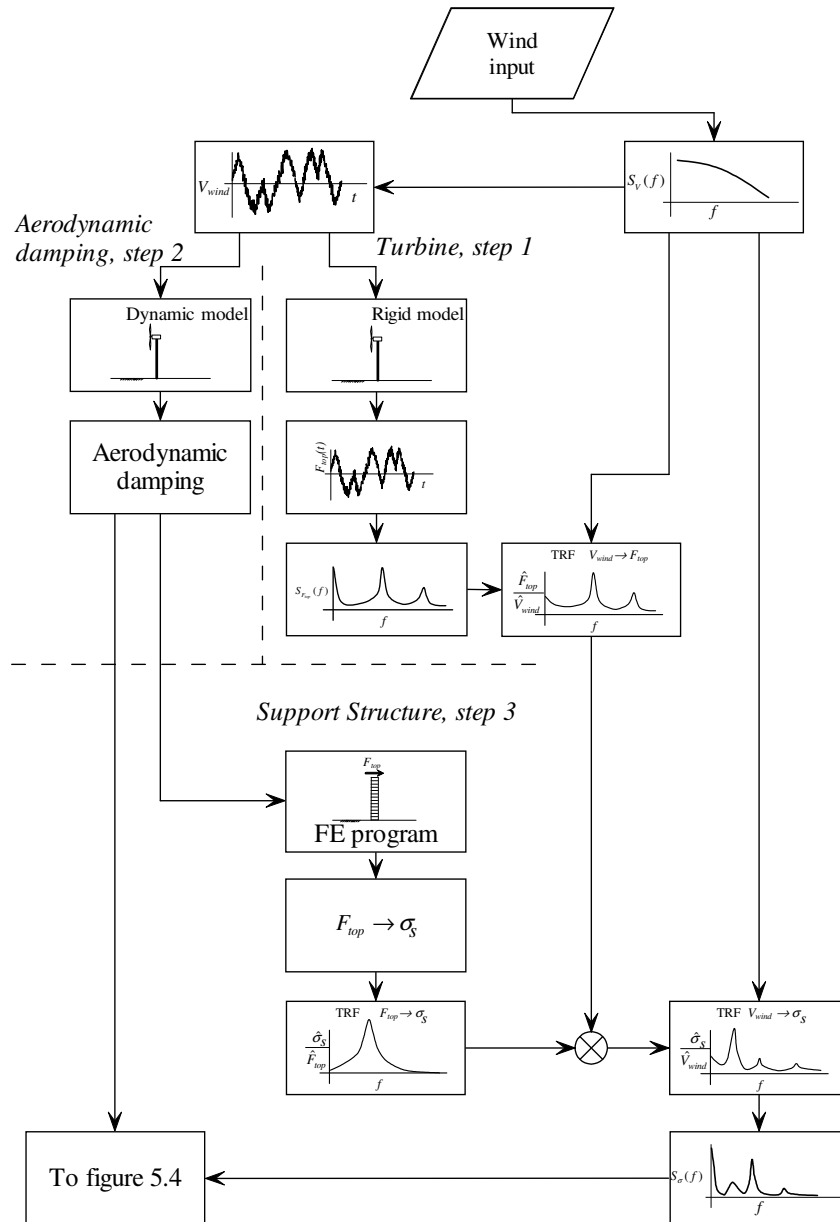 Wind
input
V_wind
t
S_V(f)
f
Aerodynamic
damping, step 2
Turbine, step 1
Dynamic model
Rigid model
Aerodynamic
damping
F_top(t)
t
S_{F_top}(f)
f
TRF V_wind → F_top
F̂_top
V̂_wind
f
Support Structure, step 3
F_top
FE program
F_top → σ_s
TRF F_top → σ_s
σ̂_s
F̂_top
f
TRF V_wind → σ_s
σ̂_s
V̂_wind
f
To figure 5.4
S_σ(f)
f